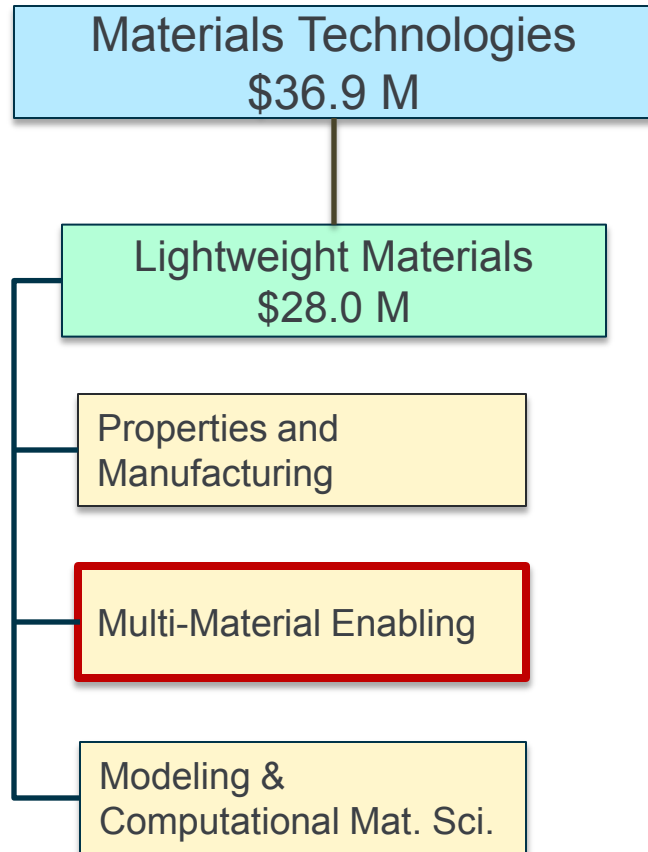 Materials Technologies
$36.9 M
Lightweight Materials
$28.0 M
Properties and
Manufacturing
Multi-Material Enabling
Modeling &
Computational Mat. Sci.